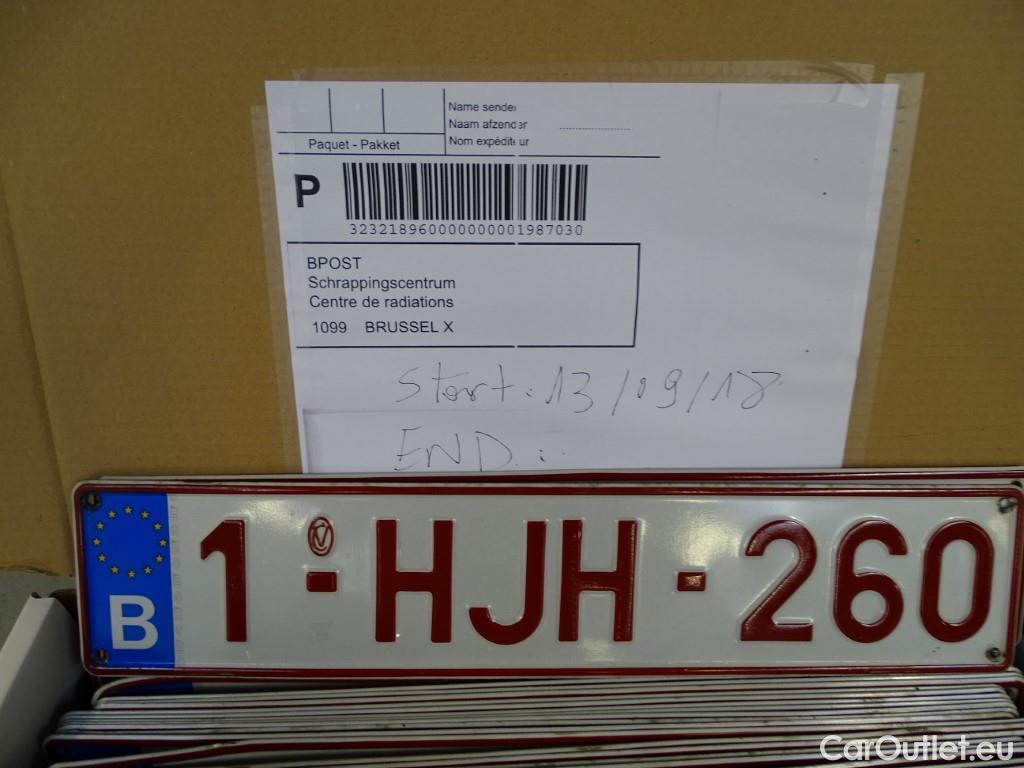 Name sender
Naam afzender
Nom expéditeur
Paquet - Pakket
P
323218960000000001987030
BPOST
Schrappingscentrum
Centre de radiations
1099 BRUSSEL X
Start: 13/09/18
END:
B 1-HJH-260
CarOutlet.eu